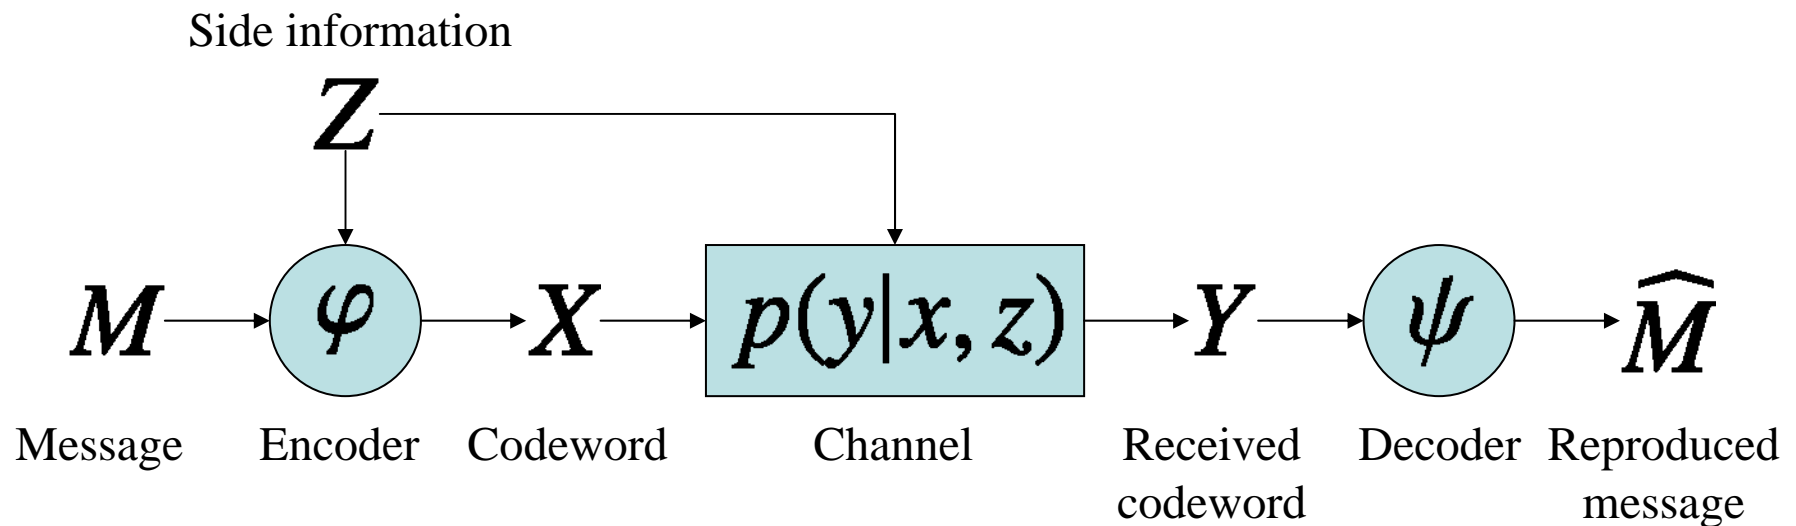 Side information
Z
M φ X p(y|x, z) Y ψ M̂
Message Encoder Codeword Channel Received codeword Decoder Reproduced message